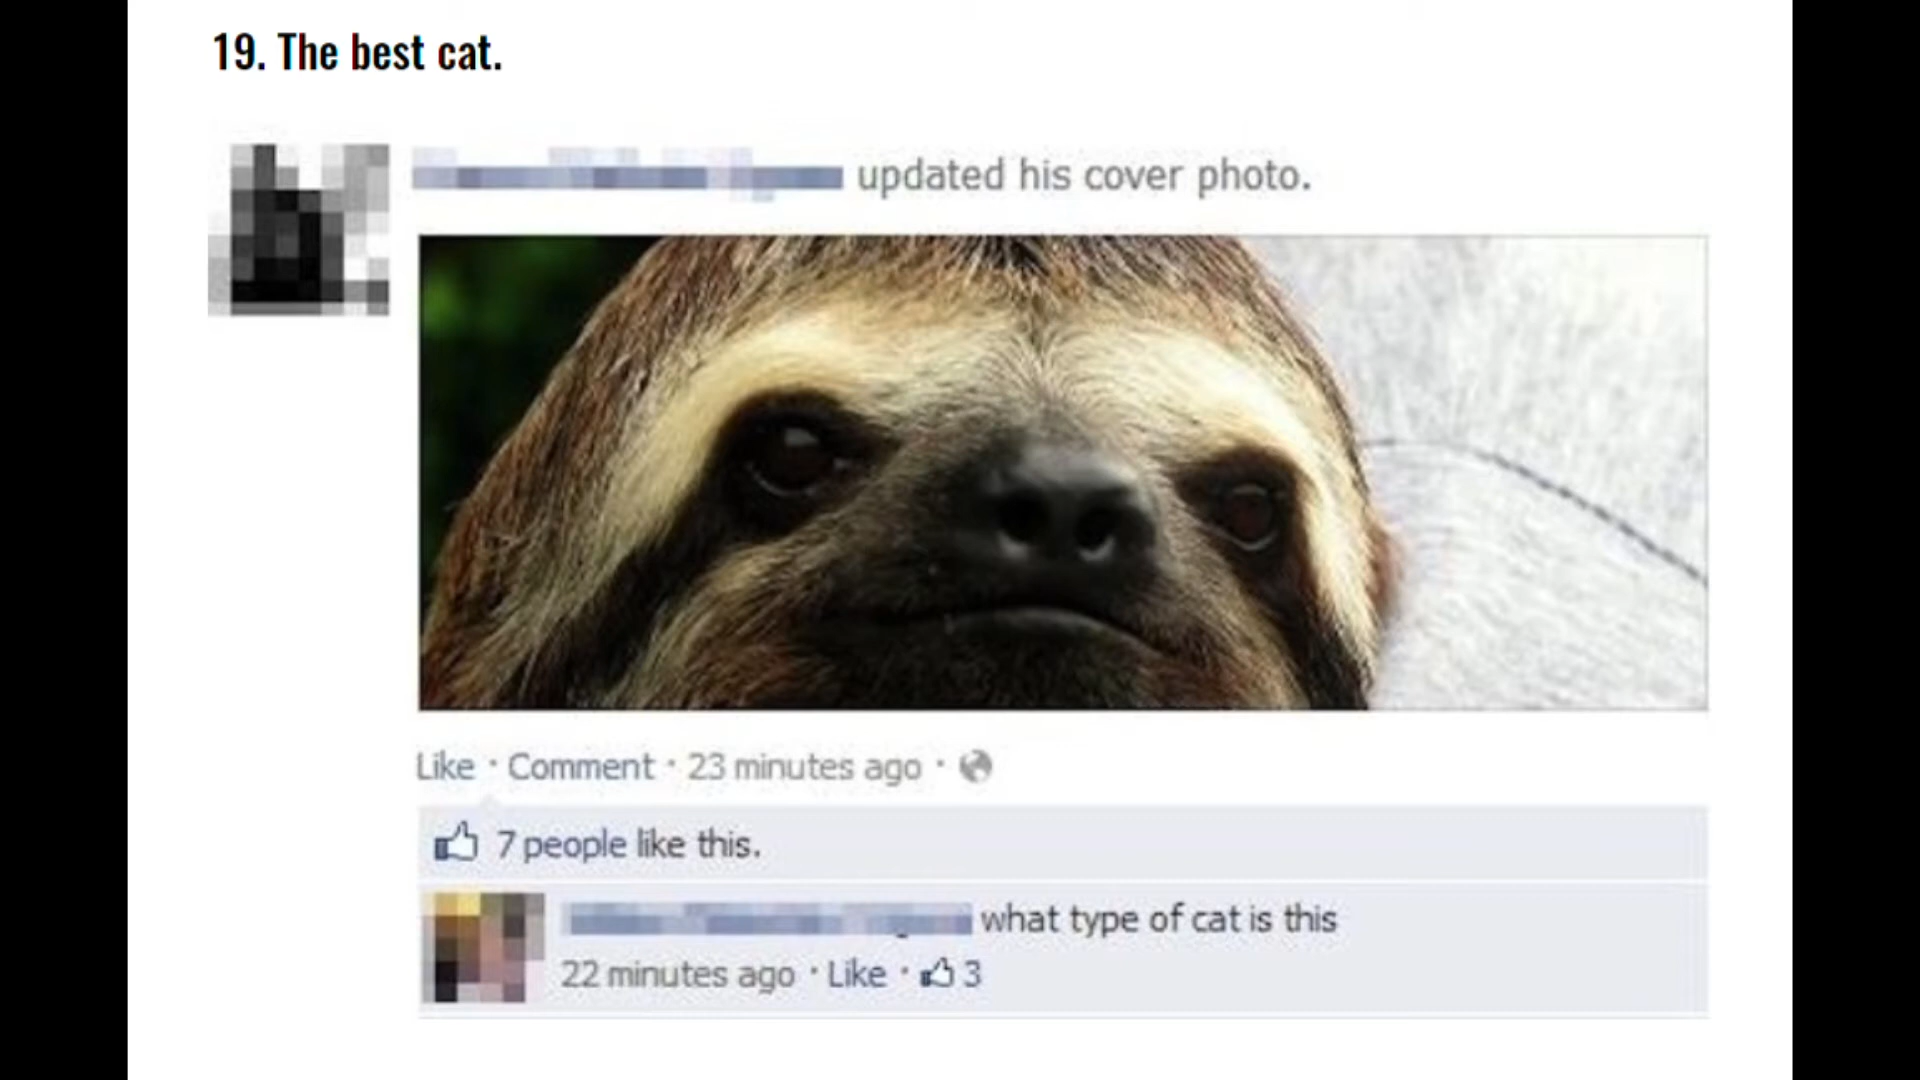 19. The best cat.
updated his cover photo.
Like · Comment · 23 minutes ago ·
7 people like this.
what type of cat is this
22 minutes ago · Like · 3